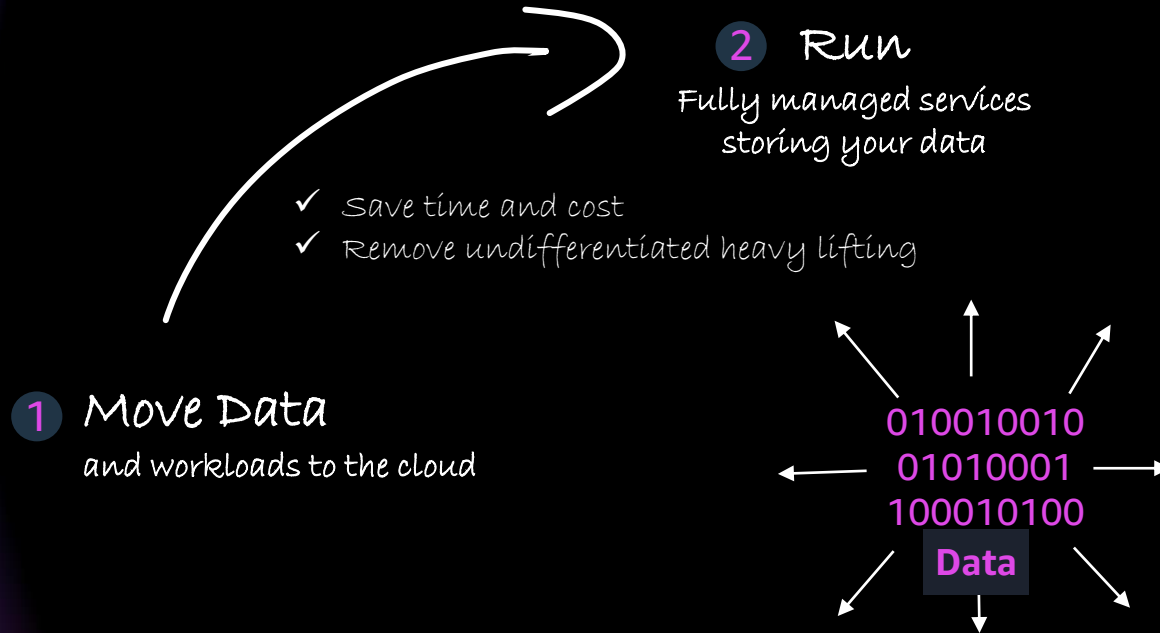 2 Run
Fully managed services
storing your data
✓ Save time and cost
✓ Remove undifferentiated heavy lifting
1 Move Data
and workloads to the cloud
010010010
01010001
100010100
Data